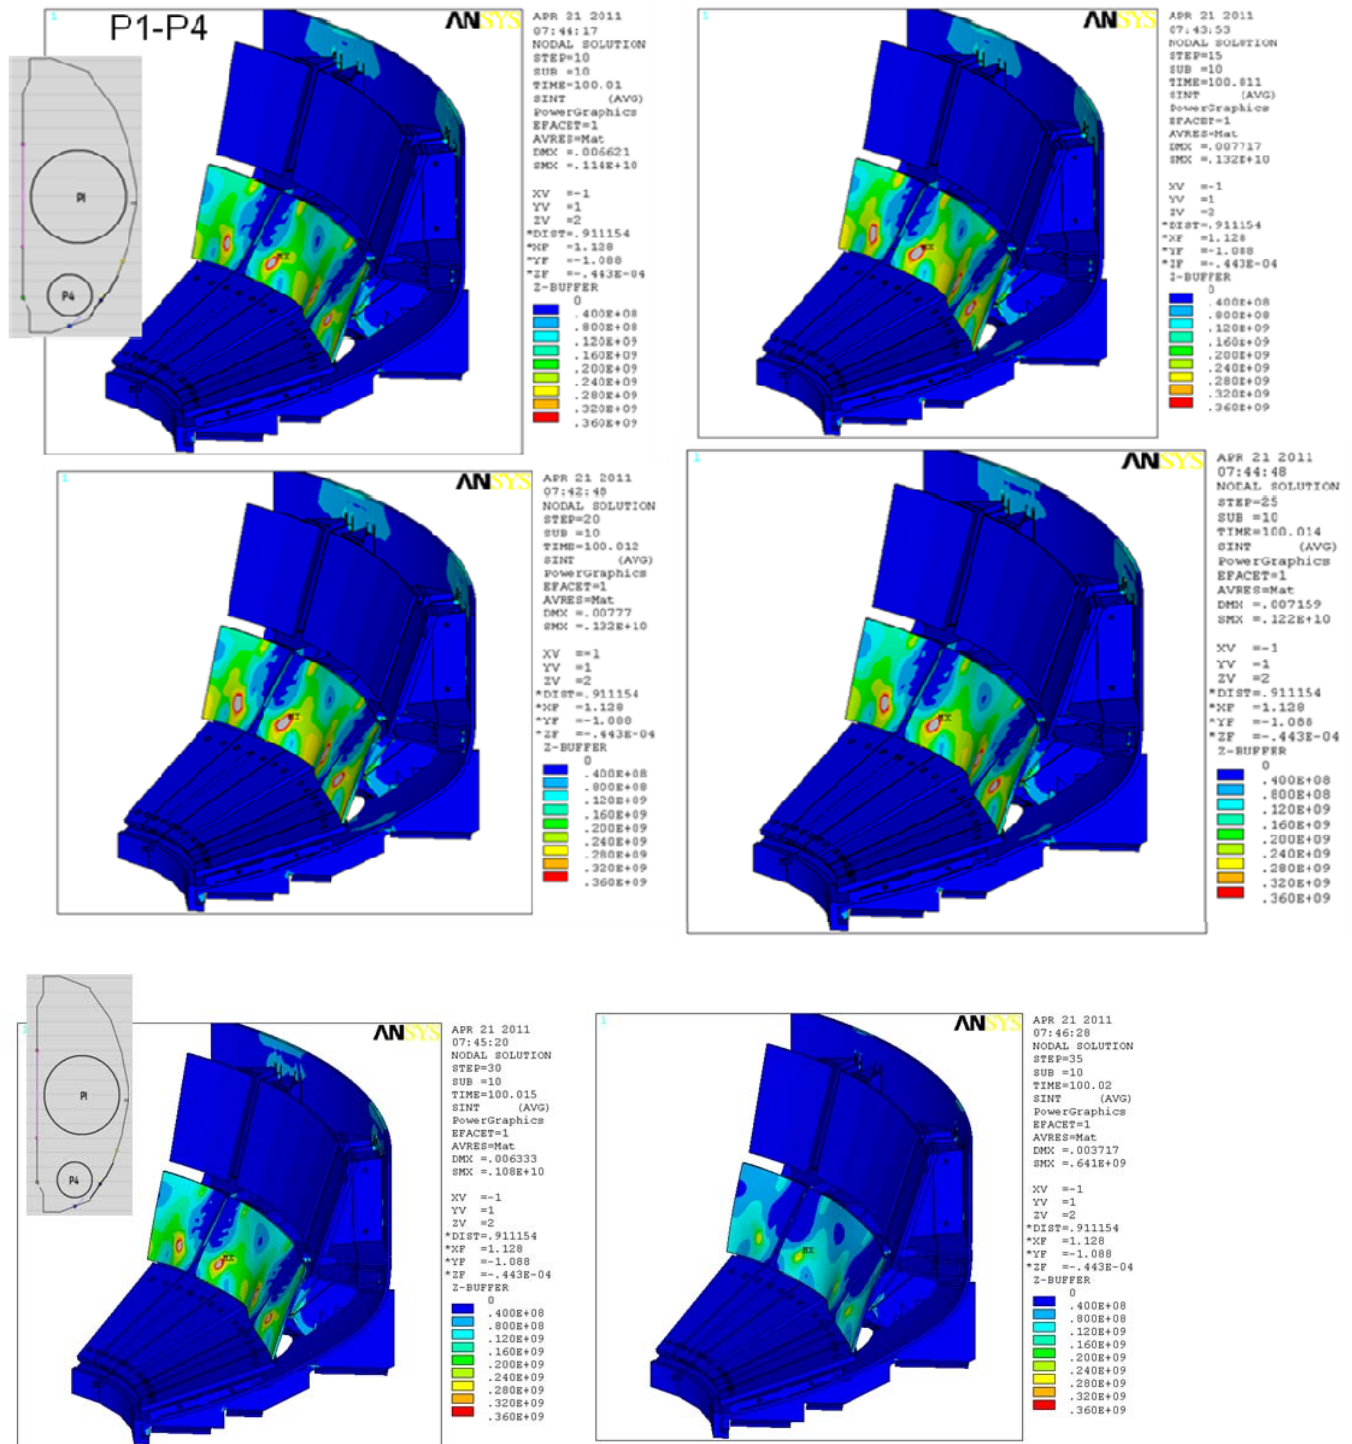 P1-P4
P1
P4
1
ANSYS
APR 21 2011
07:44:17
NODAL SOLUTION
STEP=10
SUB =10
TIME=100.01
SINT (AVG)
PowerGraphics
EFACET=1
AVRES=Mat
DMX =.006621
SMX =.114E+10
XV =-1
YV =1
ZV =2
*DIST=.911154
*XF =1.128
*YF =-1.088
*ZF =-.443E-04
Z-BUFFER
0
.400E+08
.800E+08
.120E+09
.160E+09
.200E+09
.240E+09
.280E+09
.320E+09
.360E+09
MX
1
ANSYS
APR 21 2011
07:43:53
NODAL SOLUTION
STEP=15
SUB =10
TIME=100.011
SINT (AVG)
PowerGraphics
EFACET=1
AVRES=Mat
DMX =.007717
SMX =.132E+10
XV =-1
YV =1
ZV =2
*DIST=.911154
*XF =1.128
*YF =-1.088
*ZF =-.443E-04
Z-BUFFER
0
.400E+08
.800E+08
.120E+09
.160E+09
.200E+09
.240E+09
.280E+09
.320E+09
.360E+09
MX
1
ANSYS
APR 21 2011
07:42:48
NODAL SOLUTION
STEP=20
SUB =10
TIME=100.012
SINT (AVG)
PowerGraphics
EFACET=1
AVRES=Mat
DMX =.00777
SMX =.132E+10
XV =-1
YV =1
ZV =2
*DIST=.911154
*XF =1.128
*YF =-1.088
*ZF =-.443E-04
Z-BUFFER
0
.400E+08
.800E+08
.120E+09
.160E+09
.200E+09
.240E+09
.280E+09
.320E+09
.360E+09
MX
1
ANSYS
APR 21 2011
07:44:48
NODAL SOLUTION
STEP=25
SUB =10
TIME=100.014
SINT (AVG)
PowerGraphics
EFACET=1
AVRES=Mat
DMX =.007159
SMX =.122E+10
XV =-1
YV =1
ZV =2
*DIST=.911154
*XF =1.128
*YF =-1.088
*ZF =-.443E-04
Z-BUFFER
0
.400E+08
.800E+08
.120E+09
.160E+09
.200E+09
.240E+09
.280E+09
.320E+09
.360E+09
MX
P1
P4
1
ANSYS
APR 21 2011
07:45:20
NODAL SOLUTION
STEP=30
SUB =10
TIME=100.015
SINT (AVG)
PowerGraphics
EFACET=1
AVRES=Mat
DMX =.006333
SMX =.108E+10
XV =-1
YV =1
ZV =2
*DIST=.911154
*XF =1.128
*YF =-1.088
*ZF =-.443E-04
Z-BUFFER
0
.400E+08
.800E+08
.120E+09
.160E+09
.200E+09
.240E+09
.280E+09
.320E+09
.360E+09
MX
1
ANSYS
APR 21 2011
07:46:28
NODAL SOLUTION
STEP=35
SUB =10
TIME=100.02
SINT (AVG)
PowerGraphics
EFACET=1
AVRES=Mat
DMX =.003717
SMX =.641E+09
XV =-1
YV =1
ZV =2
*DIST=.911154
*XF =1.128
*YF =-1.088
*ZF =-.443E-04
Z-BUFFER
0
.400E+08
.800E+08
.120E+09
.160E+09
.200E+09
.240E+09
.280E+09
.320E+09
.360E+09
MX